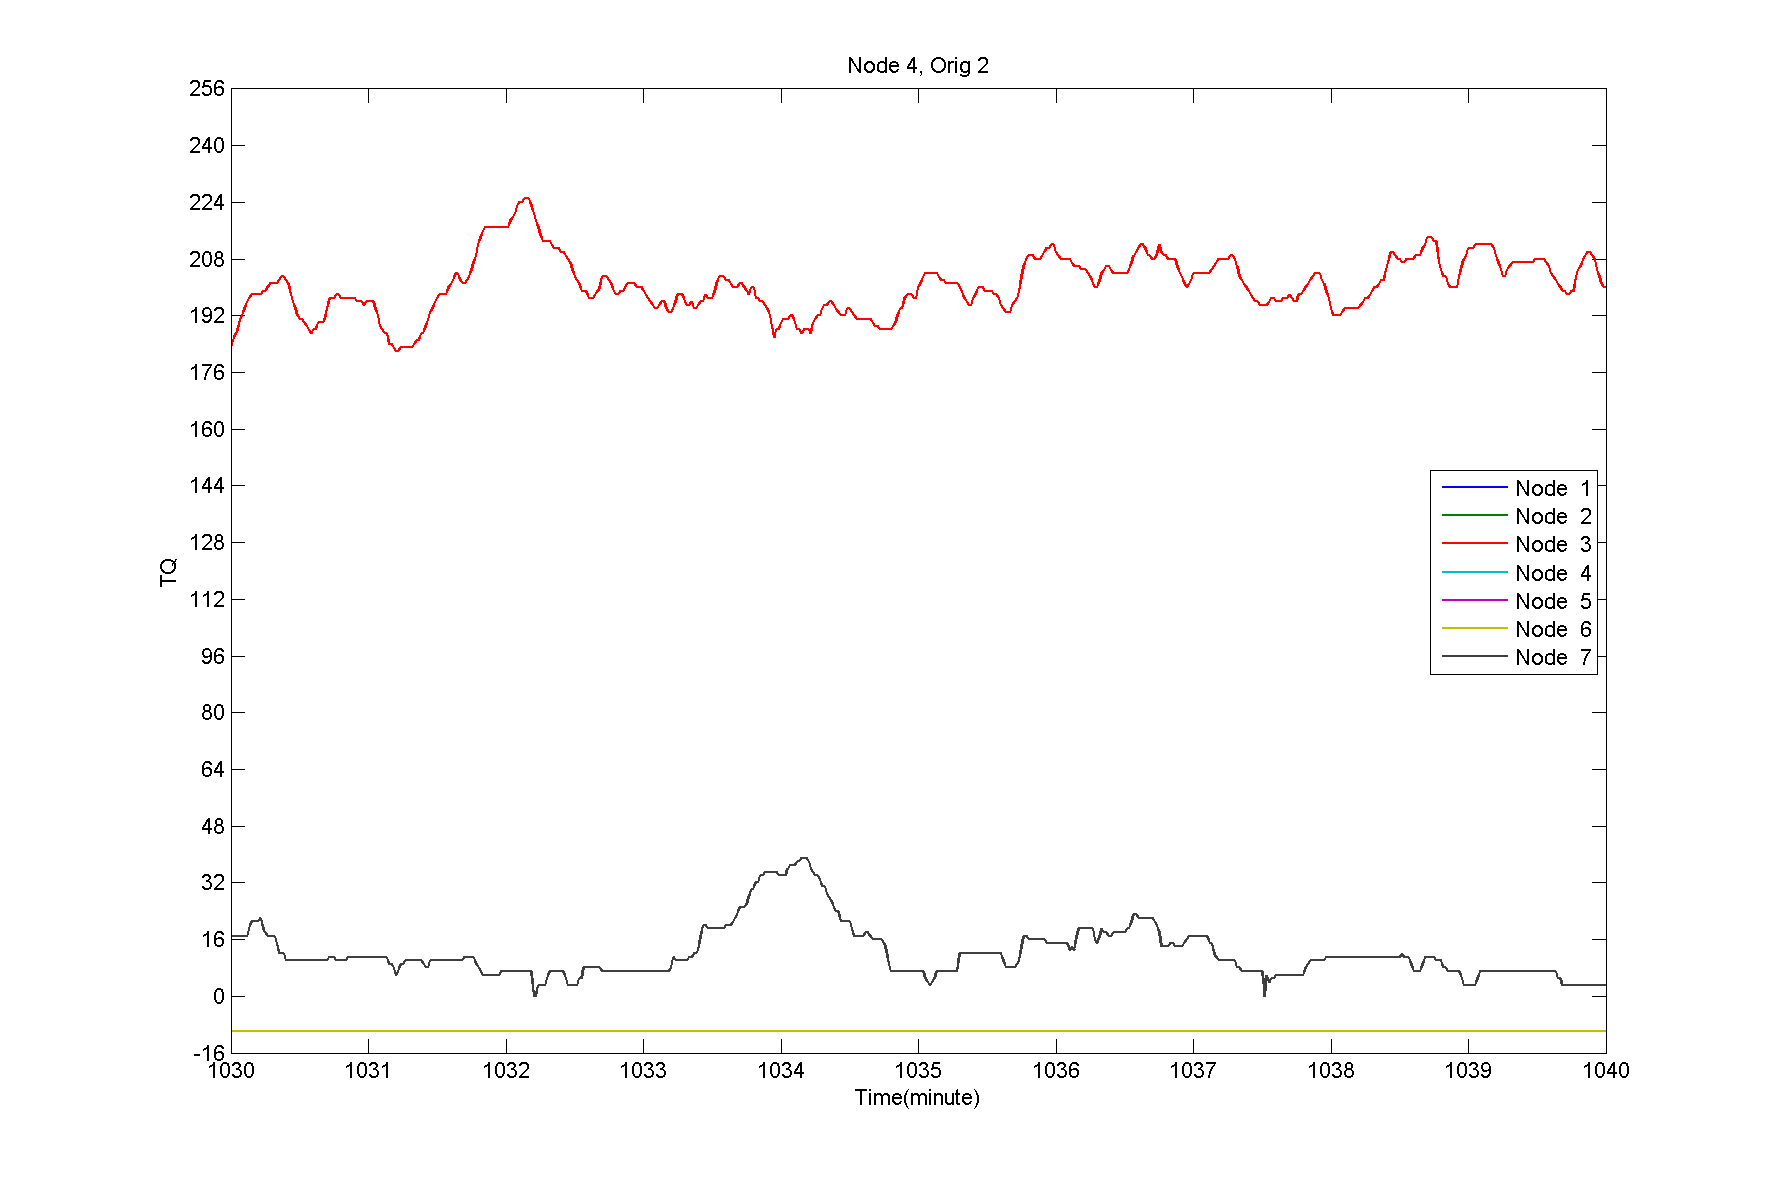 Node 4, Orig 2
256
240
224
208
192
176
160
144
128
112
96
80
64
48
32
16
0
-16
TQ
Node 1
Node 2
Node 3
Node 4
Node 5
Node 6
Node 7
1030 1031 1032 1033 1034 1035 1036 1037 1038 1039 1040
Time(minute)